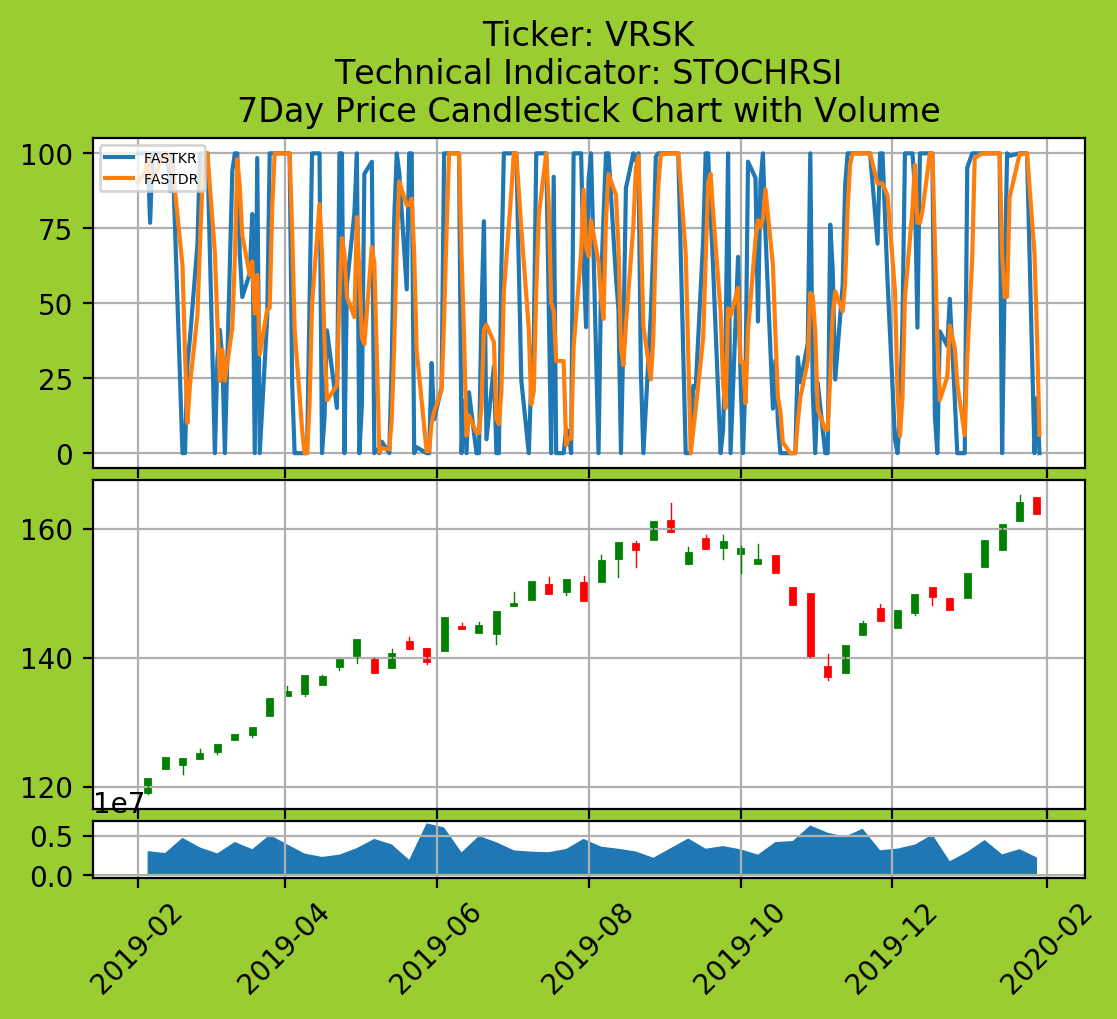 Ticker: VRSK
Technical Indicator: STOCHRSI
7Day Price Candlestick Chart with Volume
100
FASTKR
FASTDR
75
50
25
0
160
140
120
1e7
0.5
0.0
2019-02
2019-04
2019-06
2019-08
2019-10
2019-12
2020-02